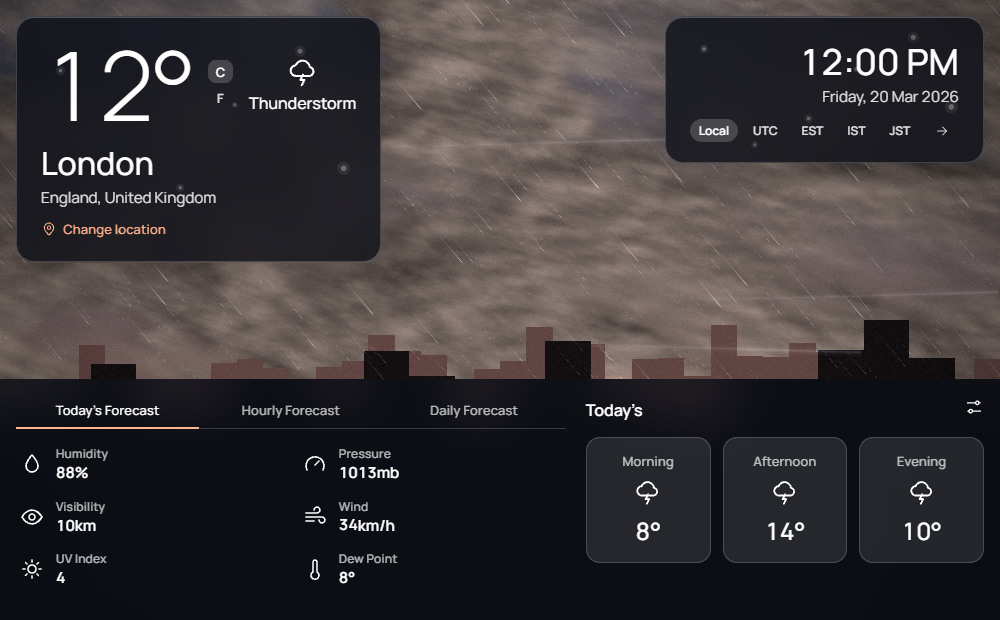 12°
C
F
Thunderstorm
London
England, United Kingdom
Change location
12:00 PM
Friday, 20 Mar 2026
Local UTC EST IST JST
Today's Forecast Hourly Forecast Daily Forecast
Humidity
88%
Pressure
1013mb
Visibility
10km
Wind
34km/h
UV Index
4
Dew Point
8°
Today's
Morning
8°
Afternoon
14°
Evening
10°